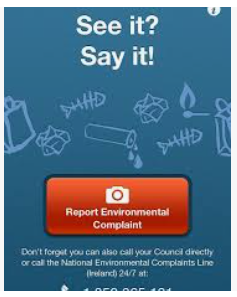 See it?
Say it!
Report Environmental
Complaint
Don't forget you can also call your Council directly
or call the National Environmental Complaints Line
(Ireland) 24/7 at: